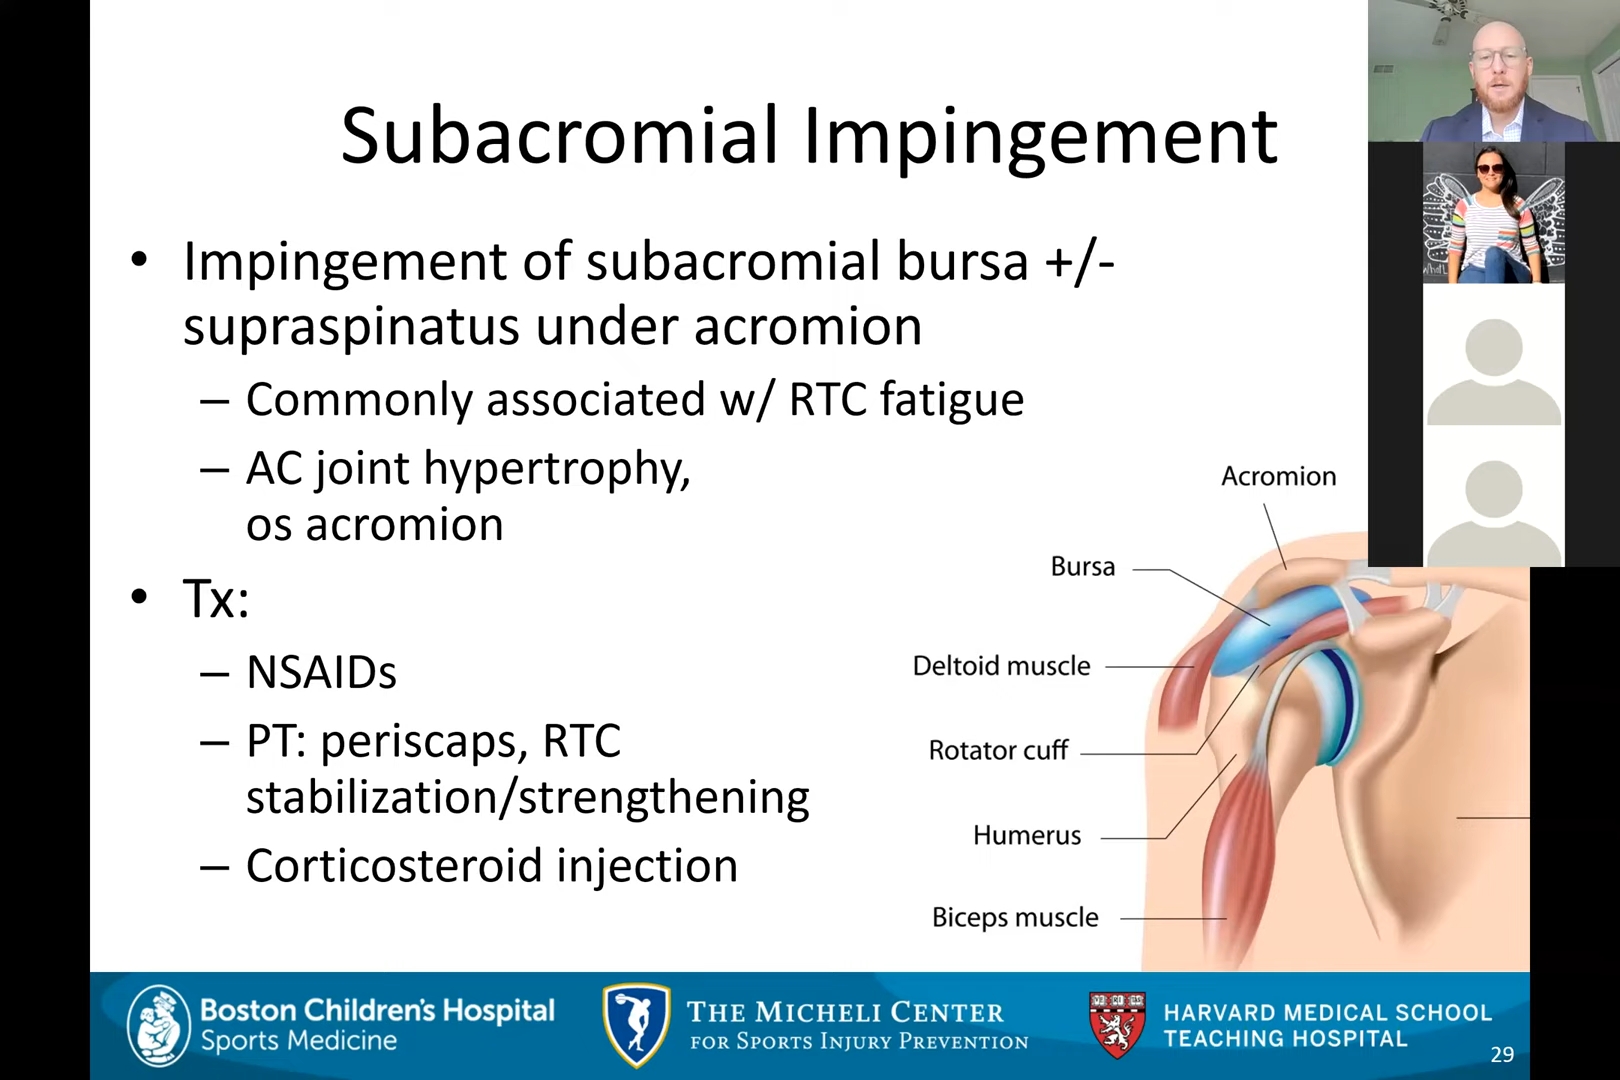 Subacromial Impingement
• Impingement of subacromial bursa +/-
supraspinatus under acromion
– Commonly associated w/ RTC fatigue
– AC joint hypertrophy,
os acromion
• Tx:
– NSAIDs
– PT: periscaps, RTC
stabilization/strengthening
– Corticosteroid injection
Acromion
Bursa
Deltoid muscle
Rotator cuff
Humerus
Biceps muscle
Boston Children's Hospital
Sports Medicine
THE MICHELI CENTER
FOR SPORTS INJURY PREVENTION
HARVARD MEDICAL SCHOOL
TEACHING HOSPITAL
29